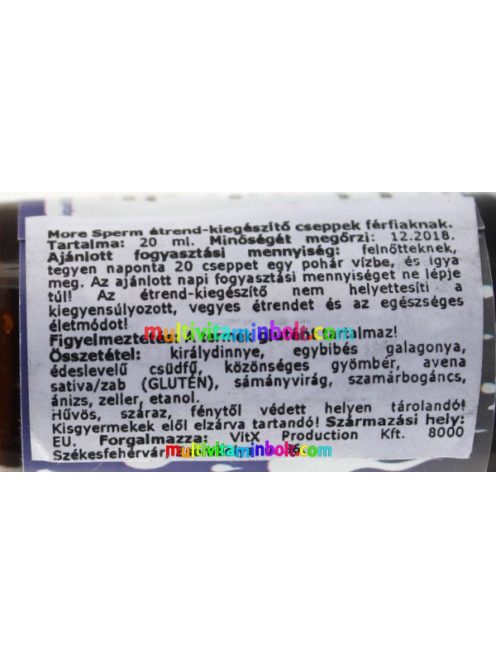 More Sperm étrend-kiegészítő cseppek férfiaknak.
Tartalma: 20 ml. Minőségét megőrzi: 12.2018.
Ajánlott fogyasztási mennyiség: felnőtteknek,
tegyen naponta 20 cseppet egy pohár vízbe, és igya
meg. Az ajánlott napi fogyasztási mennyiséget ne lépje
túl! Az étrend-kiegészítő nem helyettesíti a
kiegyensúlyozott, vegyes étrendet és az egészséges
életmódot!
multivitaminbolt.com
Figyelmeztetés: A termék glutént tartalmaz!
Összetétel: királydinnye, egybibés galagonya,
édeslevelű csüdfű, közönséges gyömbér, avena
sativa/zab (GLUTÉN), sámányvirág, szamárbogáncs,
ánizs, zeller, etanol.
Hűvös, száraz, fénytől védett helyen tárolandó!
Kisgyermekek elől elzárva tartandó! Származási hely:
EU. Forgalmazza: VitX Production Kft. 8000
Székesfehérvár
multivitaminbolt.com